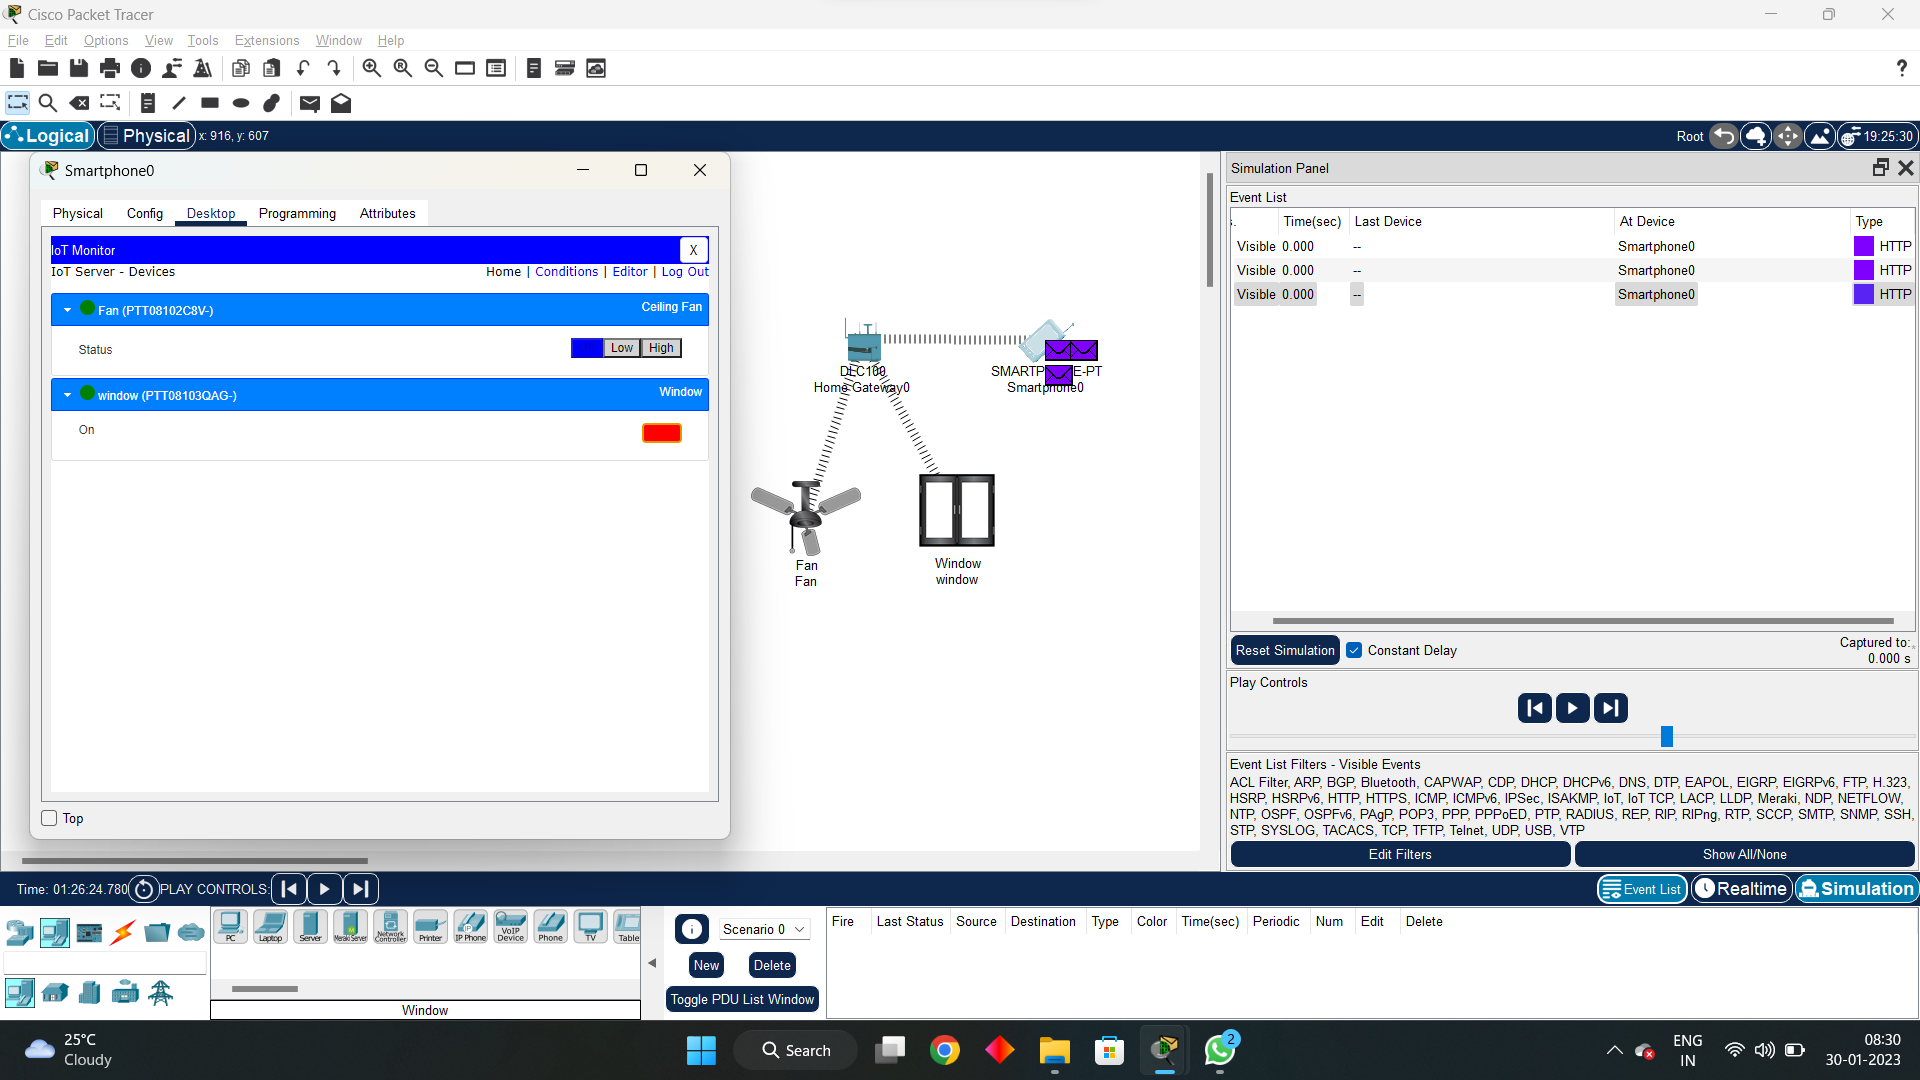 Cisco Packet Tracer
File Edit Options View Tools Extensions Window Help
?
Logical Physical x: 916, y: 607 Root 19:25:30
Smartphone0
Physical Config Desktop Programming Attributes
IoT Monitor X
IoT Server - Devices Home | Conditions | Editor | Log Out
Fan (PTT08102C8V-) Ceiling Fan
Status Low High
window (PTT08103QAG-) Window
On
Top
DLC100
Home Gateway0
Smartphone0
Fan
Fan
Window
window
Simulation Panel
Event List
Time(sec) Last Device At Device Type
Visible 0.000 -- Smartphone0 HTTP
Visible 0.000 -- Smartphone0 HTTP
Visible 0.000 -- Smartphone0 HTTP
Reset Simulation Constant Delay Captured to:
0.000 s
Play Controls
Event List Filters - Visible Events
ACL Filter, ARP, BGP, Bluetooth, CAPWAP, CDP, DHCP, DHCPv6, DNS, DTP, EAPOL, EIGRP, EIGRPv6, FTP, H.323,
HSRP, HSRPv6, HTTP, HTTPS, ICMP, ICMPv6, IPSec, ISAKMP, IoT, IoT TCP, LACP, LLDP, Meraki, NDP, NETFLOW,
NTP, OSPF, OSPFv6, PAgP, POP3, PPP, PPPoED, PTP, RADIUS, REP, RIP, RIPng, RTP, SCCP, SMTP, SNMP, SSH,
STP, SYSLOG, TACACS, TCP, TFTP, Telnet, UDP, USB, VTP
Edit Filters Show All/None
Time: 01:26:24.780 PLAY CONTROLS: Event List Realtime Simulation
PC Laptop Server Meraki Server Network Controller Printer IP Phone VoIP Device Phone TV Table
Window
Scenario 0
New Delete
Toggle PDU List Window
Fire Last Status Source Destination Type Color Time(sec) Periodic Num Edit Delete
25°C
Cloudy
Search
2
ENG
IN
08:30
30-01-2023